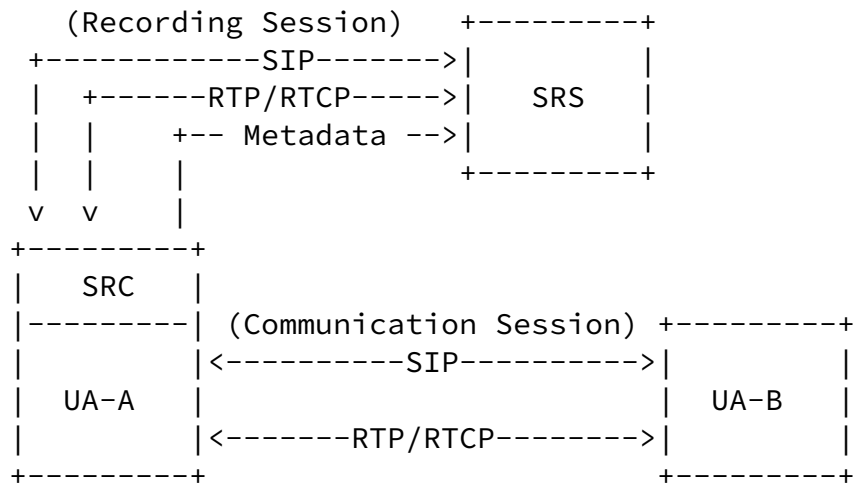 (Recording Session)
SIP
RTP/RTCP
SRS
Metadata
v v
SRC
(Communication Session)
SIP
UA-A
UA-B
RTP/RTCP